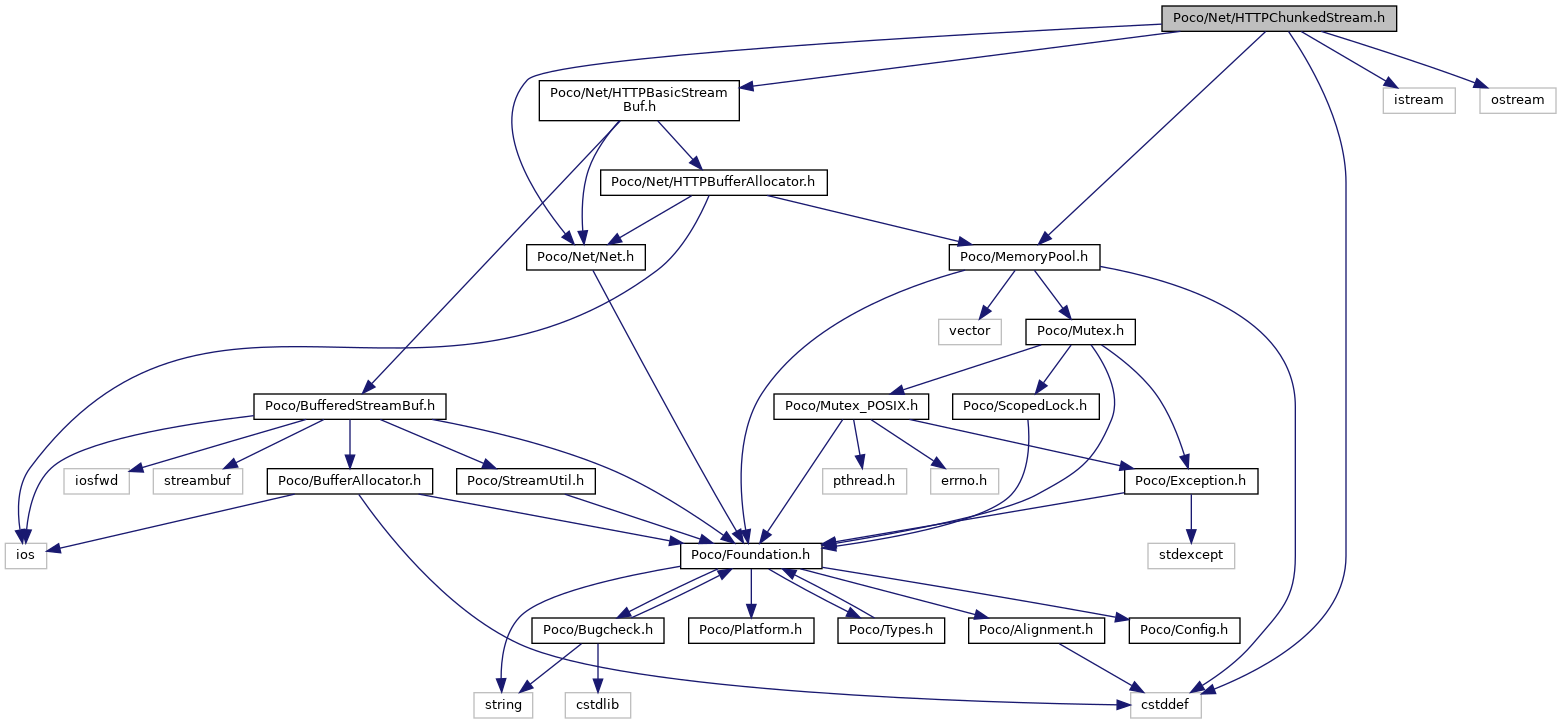 Poco/Net/HTTPChunkedStream.h
Poco/Net/HTTPBasicStream
Buf.h
istream
ostream
Poco/Net/HTTPBufferAllocator.h
Poco/Net/Net.h
Poco/MemoryPool.h
vector
Poco/Mutex.h
Poco/BufferedStreamBuf.h
Poco/Mutex_POSIX.h
Poco/ScopedLock.h
iosfwd
streambuf
Poco/BufferAllocator.h
Poco/StreamUtil.h
pthread.h
errno.h
Poco/Exception.h
ios
Poco/Foundation.h
stdexcept
Poco/Bugcheck.h
Poco/Platform.h
Poco/Types.h
Poco/Alignment.h
Poco/Config.h
string
cstdlib
cstddef